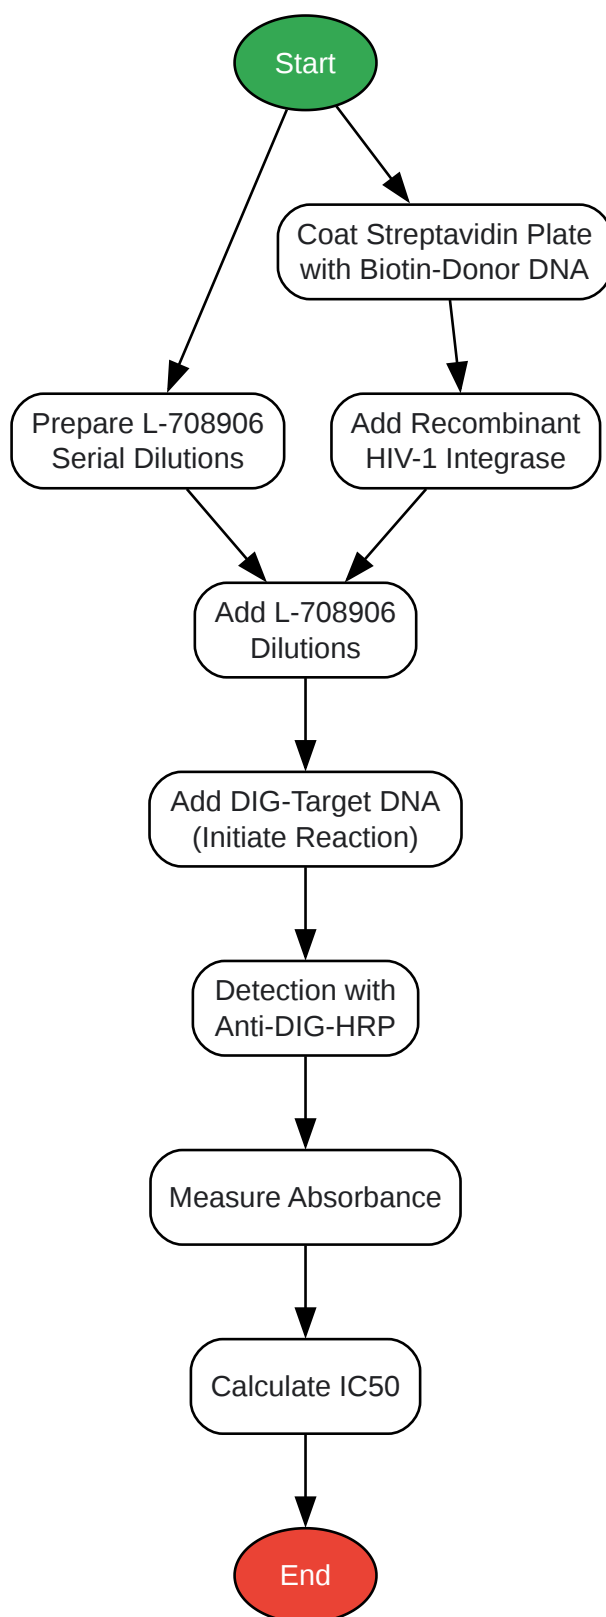 Start
Coat Streptavidin Plate
with Biotin-Donor DNA
Prepare L-708906
Serial Dilutions
Add Recombinant
HIV-1 Integrase
Add L-708906
Dilutions
Add DIG-Target DNA
(Initiate Reaction)
Detection with
Anti-DIG-HRP
Measure Absorbance
Calculate IC50
End